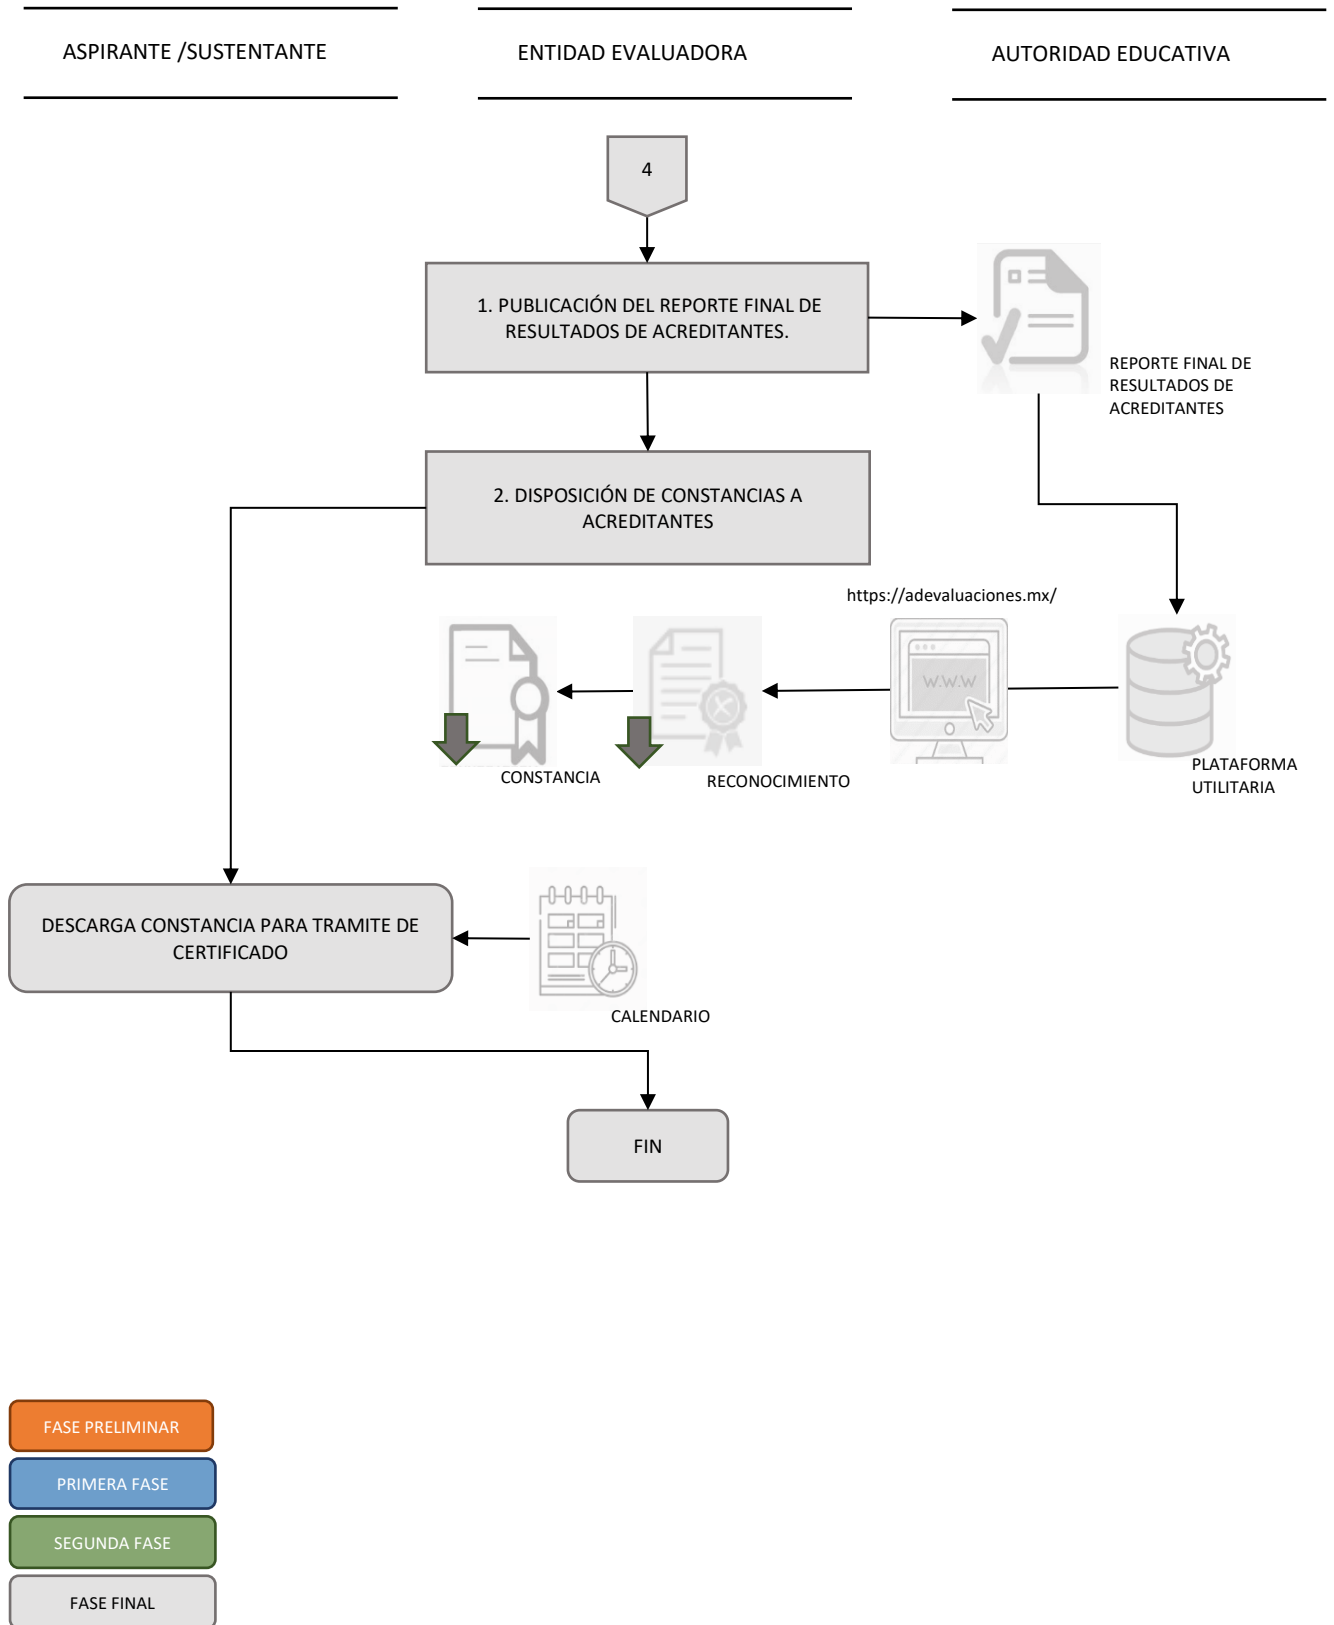 ASPIRANTE /SUSTENTANTE
ENTIDAD EVALUADORA
AUTORIDAD EDUCATIVA
4
1. PUBLICACIÓN DEL REPORTE FINAL DE
RESULTADOS DE ACREDITANTES.
REPORTE FINAL DE
RESULTADOS DE
ACREDITANTES
2. DISPOSICIÓN DE CONSTANCIAS A
ACREDITANTES
https://adevaluaciones.mx/
W.W.W
CONSTANCIA
RECONOCIMIENTO
PLATAFORMA
UTILITARIA
DESCARGA CONSTANCIA PARA TRAMITE DE
CERTIFICADO
CALENDARIO
FIN
FASE PRELIMINAR
PRIMERA FASE
SEGUNDA FASE
FASE FINAL